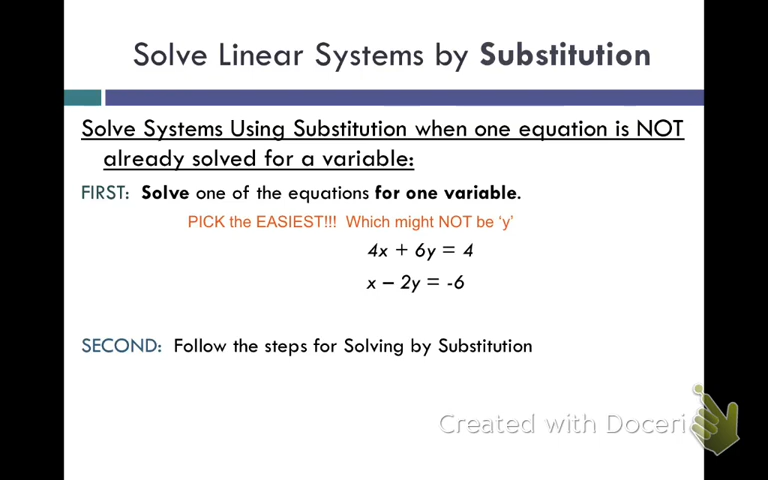 Solve Linear Systems by Substitution
Solve Systems Using Substitution when one equation is NOT
already solved for a variable:
FIRST: Solve one of the equations for one variable.
PICK the EASIEST!!! Which might NOT be ‘y’
4x + 6y = 4
x – 2y = -6
SECOND: Follow the steps for Solving by Substitution
Created with Doceri